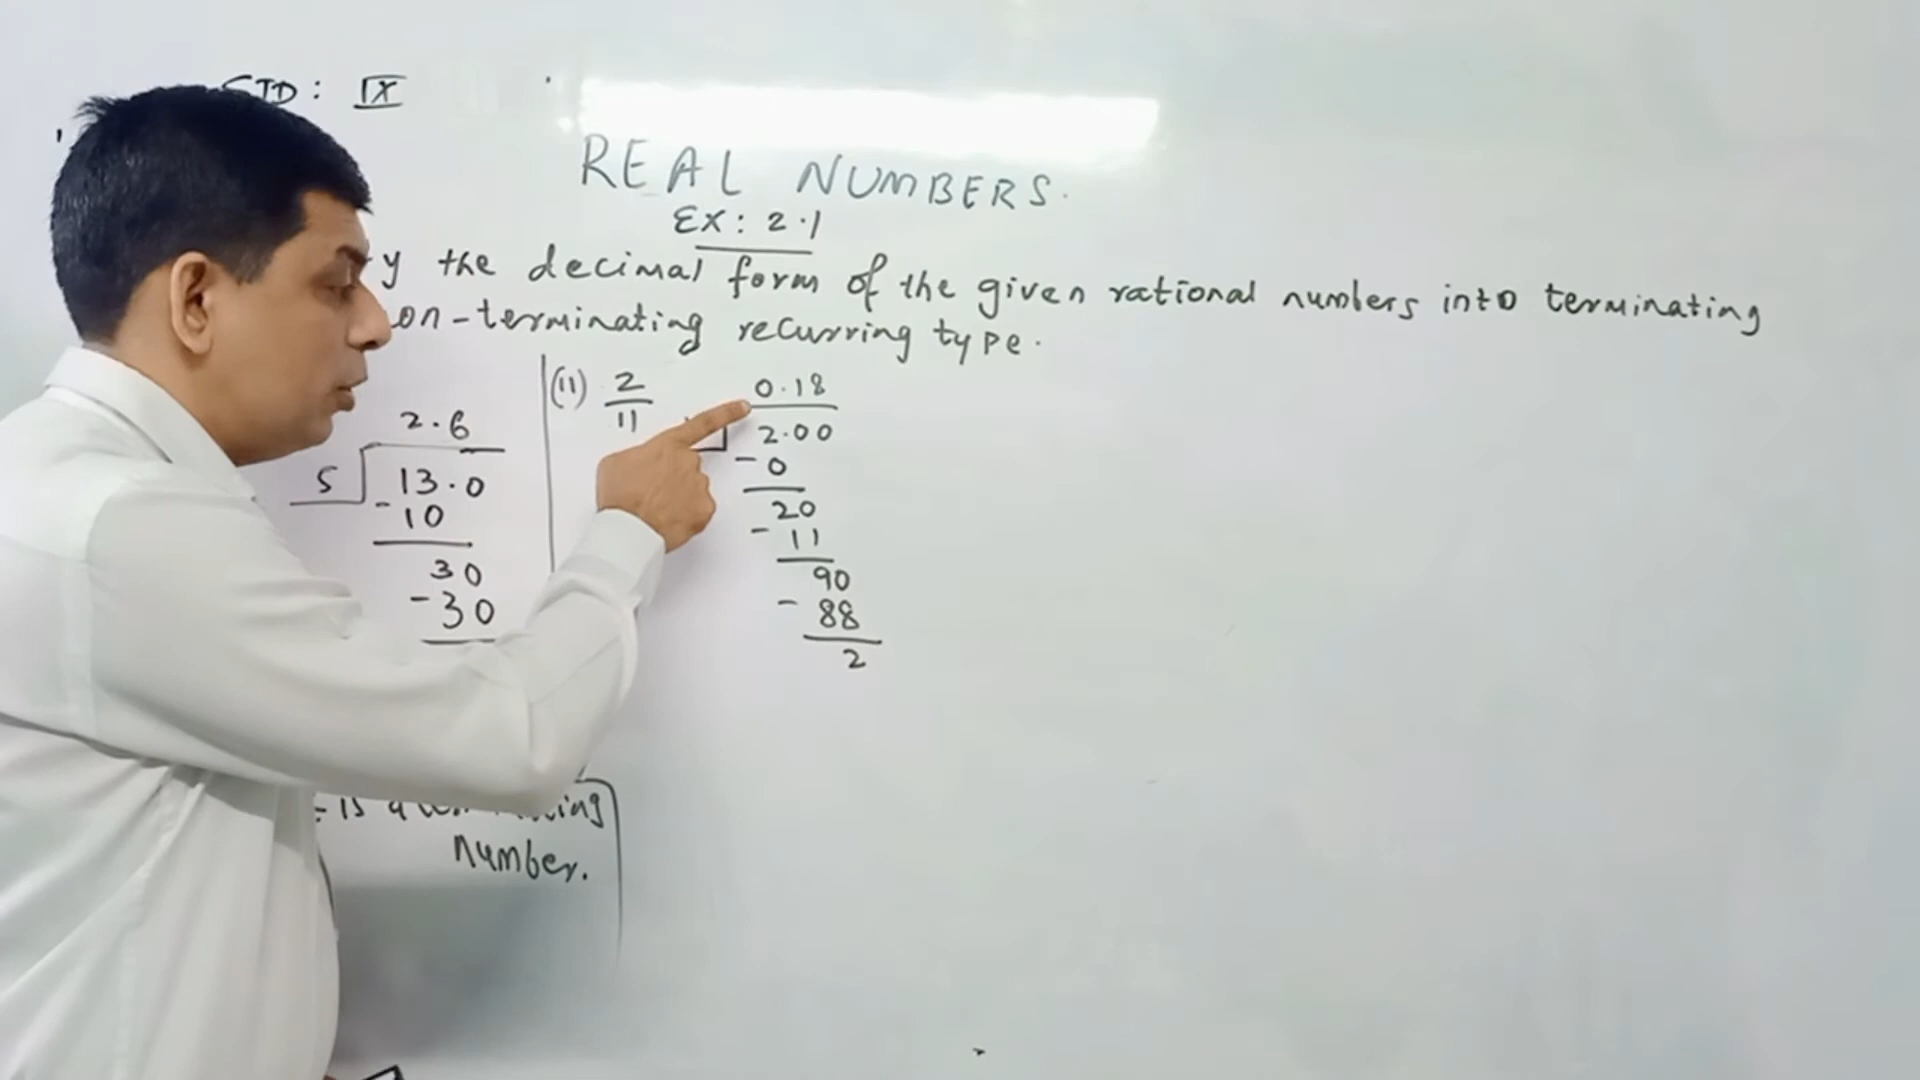 STD: IX
REAL NUMBERS.
EX: 2.1
y the decimal form of the given rational numbers into terminating
on-terminating recurring type.
2.6
5 13.0
- 10
30
- 30
(ii) 2/11
0.18
2.00
- 0
20
- 11
90
- 88
2
is a
number.